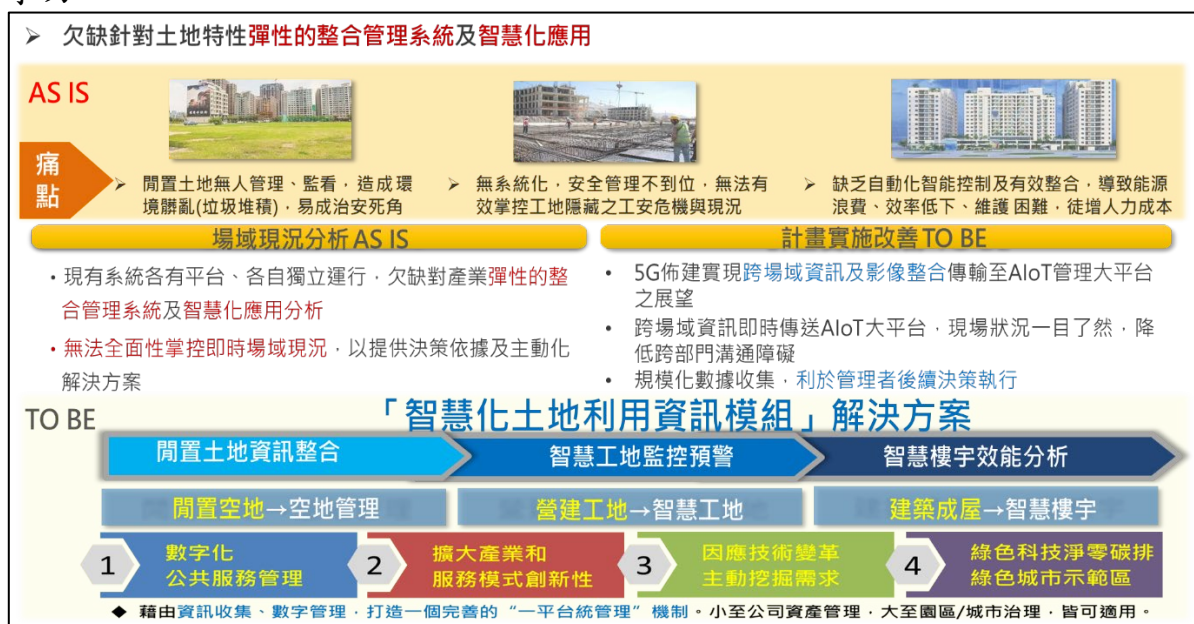 ➢ 欠缺針對土地特性彈性的整合管理系統及智慧化應用
AS IS
痛
點
➢ 閒置土地無人管理、監看，造成環
境髒亂(垃圾堆積)，易成治安死角
➢ 無系統化，安全管理不到位，無法有
效掌控工地隱藏之工安危機與現況
➢ 缺乏自動化智能控制及有效整合，導致能源
浪費、效率低下、維護 困難，徒增人力成本
場域現況分析 AS IS
• 現有系統各有平台、各自獨立運行，欠缺對產業彈性的整
合管理系統及智慧化應用分析
• 無法全面性掌控即時場域現況，以提供決策依據及主動化
解決方案
計畫實施改善 TO BE
• 5G佈建實現跨場域資訊及影像整合傳輸至AIoT管理大平台
之展望
• 跨場域資訊即時傳送AIoT大平台，現場狀況一目了然，降
低跨部門溝通障礙
• 規模化數據收集，利於管理者後續決策執行
TO BE
「智慧化土地利用資訊模組」解決方案
閒置土地資訊整合
智慧工地監控預警
智慧樓宇效能分析
閒置空地→空地管理
營建工地→智慧工地
建築成屋→智慧樓宇
1
數字化
公共服務管理
2
擴大產業和
服務模式創新性
3
因應技術變革
主動挖掘需求
4
綠色科技淨零碳排
綠色城市示範區
◆ 藉由資訊收集、數字管理，打造一個完善的“一平台統管理”機制。小至公司資產管理，大至園區/城市治理，皆可適用。